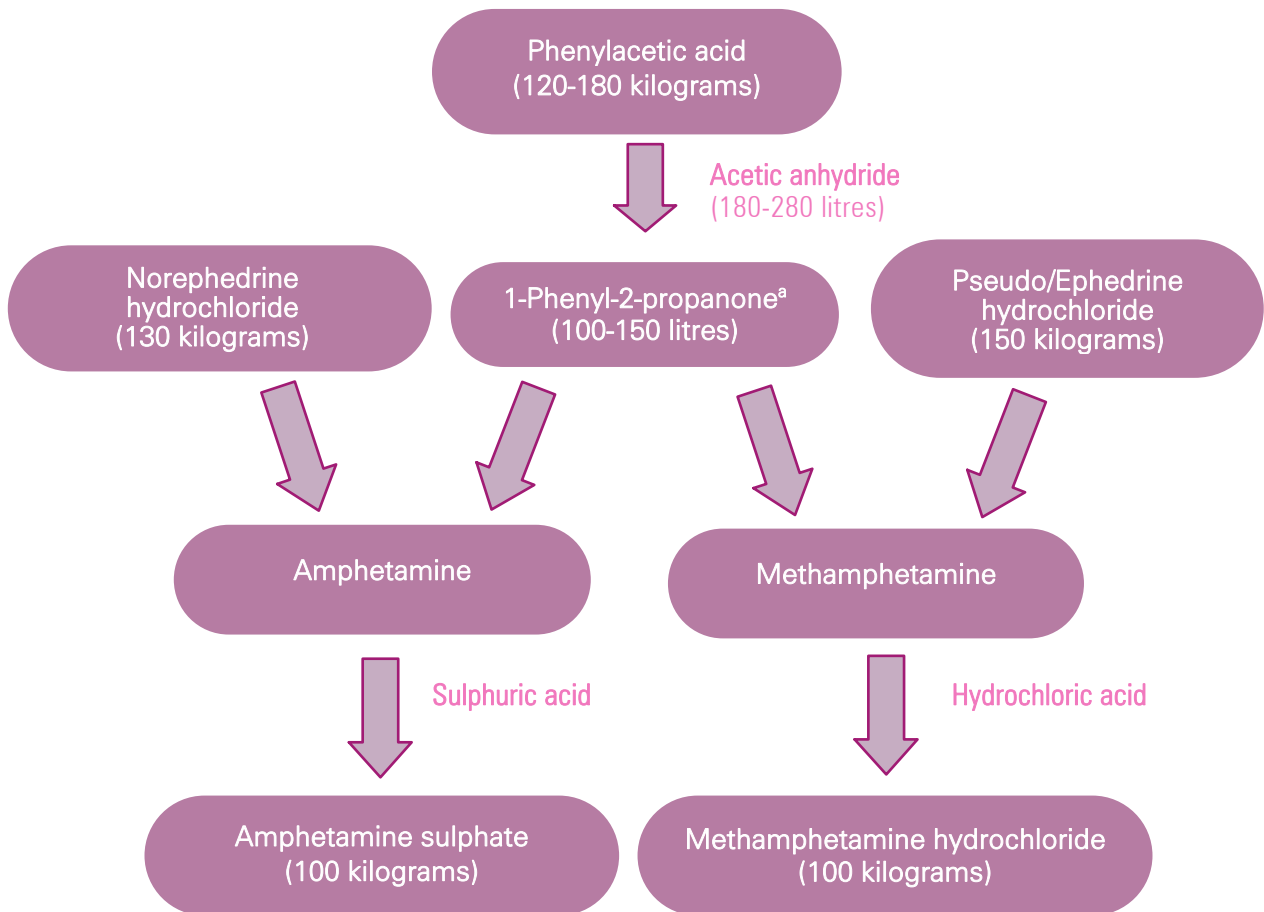 Phenylacetic acid
(120-180 kilograms)
Acetic anhydride
(180-280 litres)
Norephedrine
hydrochloride
(130 kilograms)
1-Phenyl-2-propanoneᵃ
(100-150 litres)
Pseudo/Ephedrine
hydrochloride
(150 kilograms)
Amphetamine
Methamphetamine
Sulphuric acid
Hydrochloric acid
Amphetamine sulphate
(100 kilograms)
Methamphetamine hydrochloride
(100 kilograms)